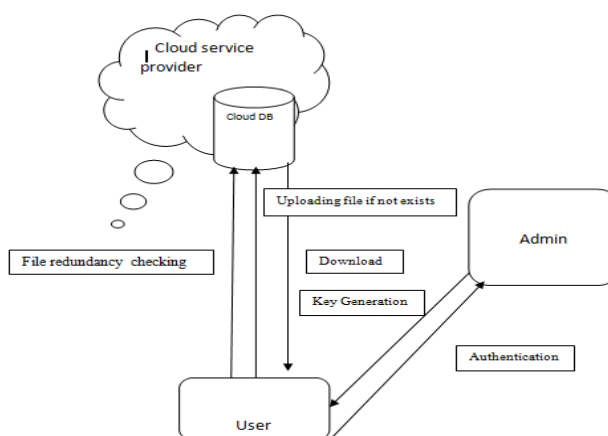 Cloud service
provider
Cloud DB
Uploading file if not exists
Admin
File redundancy checking
Download
Key Generation
Authentication
User